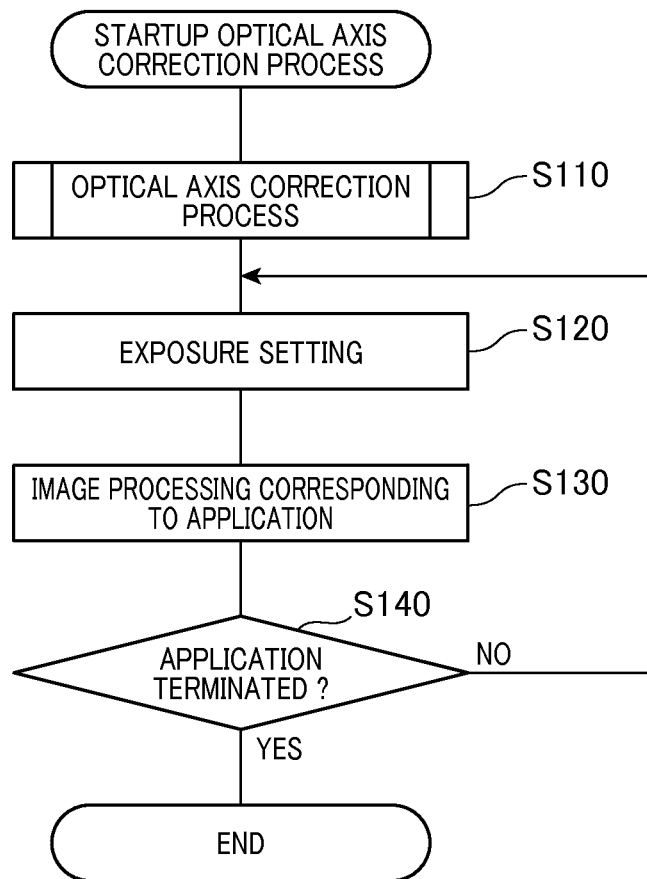 STARTUP OPTICAL AXIS
CORRECTION PROCESS
OPTICAL AXIS CORRECTION
PROCESS
S110
EXPOSURE SETTING
S120
IMAGE PROCESSING CORRESPONDING
TO APPLICATION
S130
S140
APPLICATION
TERMINATED ?
NO
YES
END